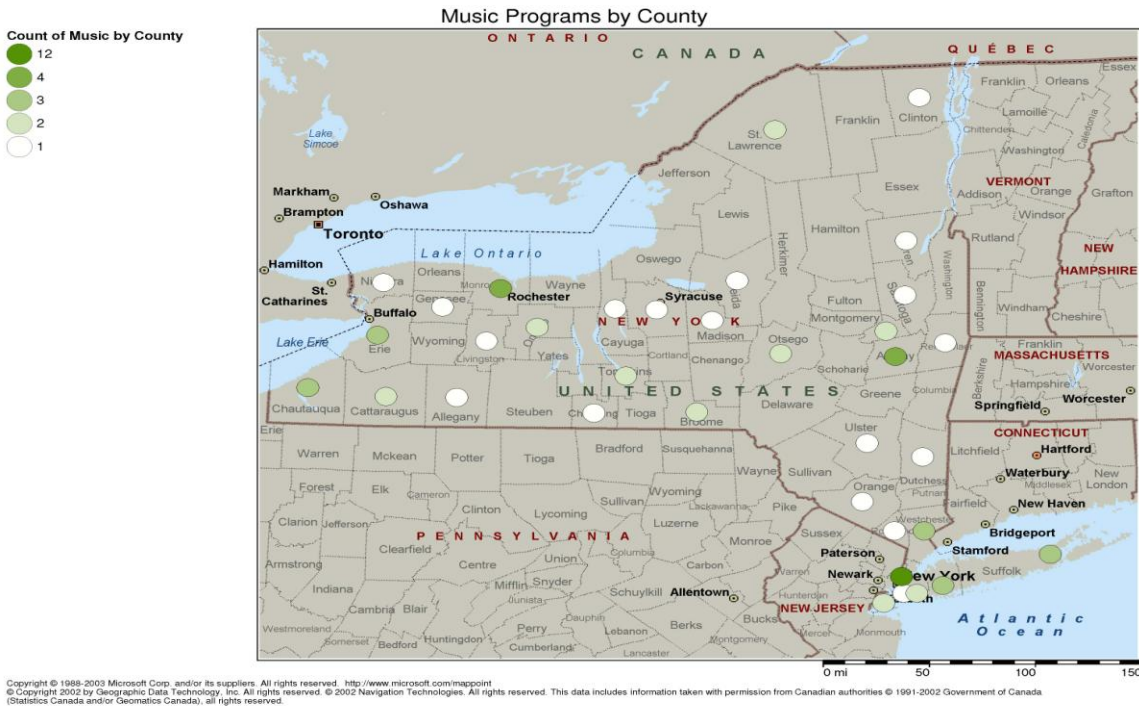 Music Programs by County
Count of Music by County
12
4
3
2
1
ONTARIO
CANADA
QUÉBEC
Essex
Franklin
Orleans
Franklin
Clinton
Lamoille
Caledonia
Chittenden
Washington
Lake
Simcoe
St.
Lawrence
Jefferson
Essex
VERMONT
Addison
Orange
Grafton
Markham
Oshawa
Brampton
Toronto
Lewis
Hamilton
Herkimer
Windsor
Rutland
Washington
NEW
HAMPSHIRE
Lake Ontario
Oswego
Hamilton
Orleans
Wayne
St.
Catharines
Rochester
Syracuse
Fulton
Bennington
Windham
Cheshire
Buffalo
NEW YORK
Montgomery
Madison
Otsego
Lake Erie
Erie
Wyoming
Livingston
Yates
Cayuga
Cortland
Chenango
Schoharie
Franklin
MASSACHUSETTS
Worcester
Berkshire
Hampshire
UNITED STATES
Columbia
Greene
Worcester
Springfield
Chautauqua
Cattaraugus
Allegany
Steuben
Tioga
Broome
Delaware
CONNECTICUT
Erie
Ulster
Litchfield
Hartford
Warren
Mckean
Potter
Tioga
Bradford
Susquehanna
Wayne
Sullivan
Dutchess
Waterbury
Middlesex
New
London
Forest
Elk
Cameron
Sullivan
Wyoming
Lackawanna
Orange
Putnam
Fairfield
New Haven
Clarion
Jefferson
Clinton
Lycoming
Luzerne
Pike
Westchester
Bridgeport
PENNSYLVANIA
Monroe
Sussex
Stamford
Clearfield
Centre
Union
Columbia
Carbon
Paterson
Armstrong
Warren
Newark
New York
Suffolk
Indiana
Mifflin
Snyder
Juniata
Schuylkill
Allentown
Hunterdon
Cambria
Blair
Dauphin
NEW JERSEY
Atlantic
Ocean
Westmoreland
Somerset
Bedford
Huntingdon
Perry
Cumberland
Lebanon
Lancaster
Berks
Montgomery
Bucks
Mercer
Monmouth
0 mi
50
100
150
Copyright © 1988-2003 Microsoft Corp. and/or its suppliers. All rights reserved. http://www.microsoft.com/mappoint
© Copyright 2002 by Geographic Data Technology, Inc. All rights reserved. © 2002 Navigation Technologies. All rights reserved. This data includes information taken with permission from Canadian authorities © 1991-2002 Government of Canada
(Statistics Canada and/or Geomatics Canada), all rights reserved.